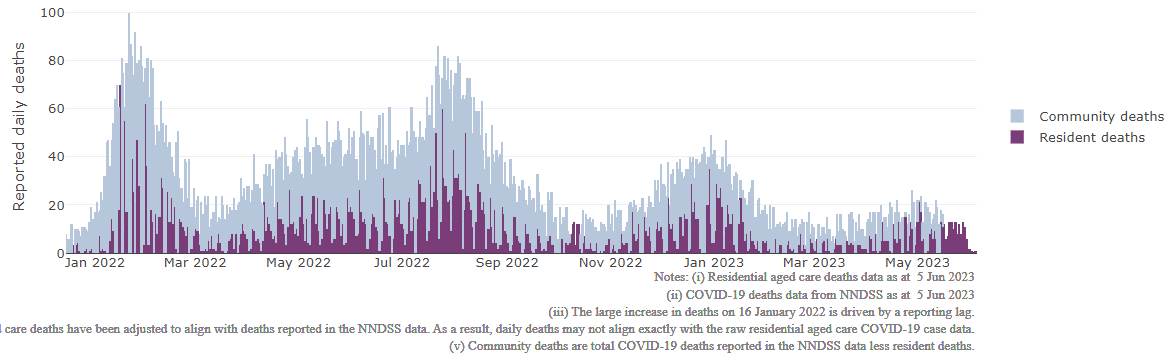 100
80
60
40
20
0
Reported daily deaths
Jan 2022 Mar 2022 May 2022 Jul 2022 Sep 2022 Nov 2022 Jan 2023 Mar 2023 May 2023
Community deaths
Resident deaths
Notes: (i) Residential aged care deaths data as at 5 Jun 2023
(ii) COVID-19 deaths data from NNDSS as at 5 Jun 2023
(iii) The large increase in deaths on 16 January 2022 is driven by a reporting lag.
care deaths have been adjusted to align with deaths reported in the NNDSS data. As a result, daily deaths may not align exactly with the raw residential aged care COVID-19 case data.
(v) Community deaths are total COVID-19 deaths reported in the NNDSS data less resident deaths.